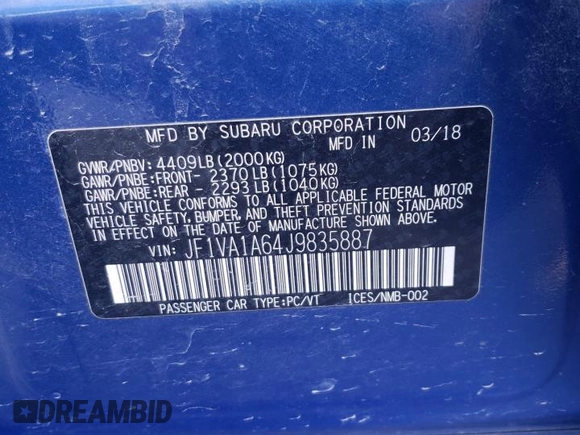 MFD BY SUBARU CORPORATION
MFD IN 03/18
GVWR/PNBV: 4409LB(2000KG)
GAWR/PNBE:FRONT- 2370LB(1075KG)
GAWR/PNBE:REAR - 2293LB(1040KG)
THIS VEHICLE CONFORMS TO ALL APPLICABLE FEDERAL MOTOR
VEHICLE SAFETY, BUMPER, AND THEFT PREVENTION STANDARDS
IN EFFECT ON THE DATE OF MANUFACTURE SHOWN ABOVE.
VIN: JF1VA1A64J9835887
PASSENGER CAR TYPE:PC/VT ICES/NMB-002
DREAMBID